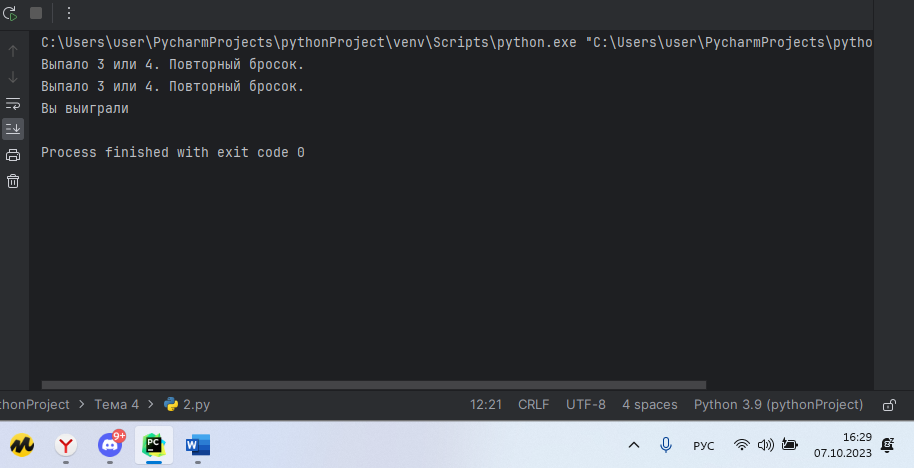 C:\Users\user\PycharmProjects\pythonProject\venv\Scripts\python.exe "C:\Users\user\PycharmProjects\pytho
Выпало 3 или 4. Повторный бросок.
Выпало 3 или 4. Повторный бросок.
Вы выиграли
Process finished with exit code 0
thonProject > Тема 4 > 2.py 12:21 CRLF UTF-8 4 spaces Python 3.9 (pythonProject)
9+
PC
W
РУС
16:29
07.10.2023